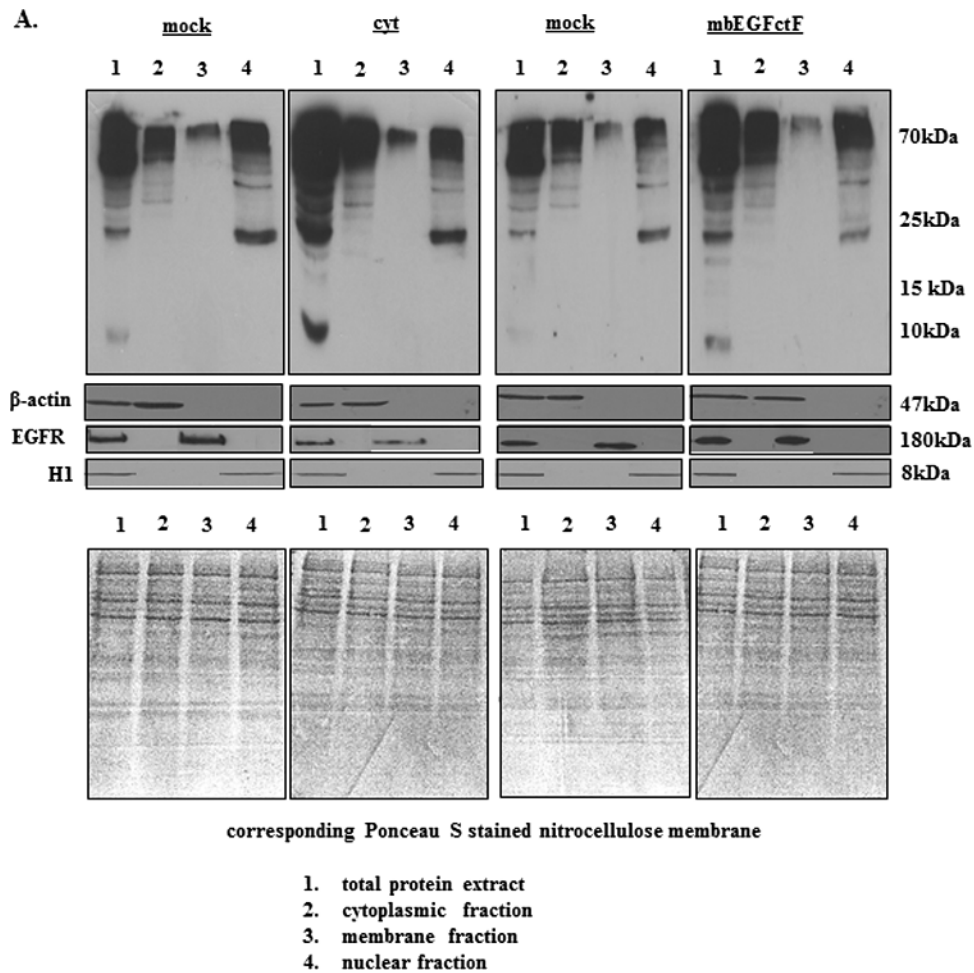 A.
mock cyt mock mbEGFctF
1 2 3 4 1 2 3 4 1 2 3 4 1 2 3 4
70kDa
25kDa
15 kDa
10kDa
β-actin 47kDa
EGFR 180kDa
H1 8kDa
1 2 3 4 1 2 3 4 1 2 3 4 1 2 3 4
corresponding Ponceau S stained nitrocellulose membrane
1. total protein extract
2. cytoplasmic fraction
3. membrane fraction
4. nuclear fraction